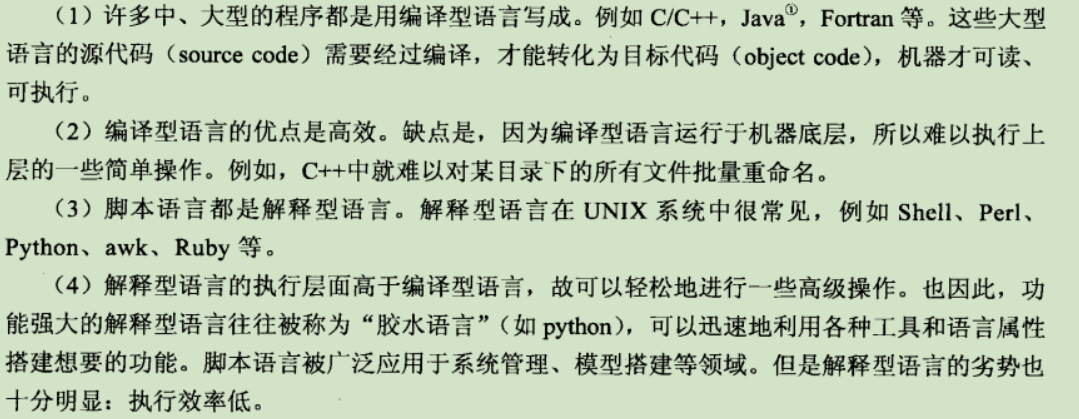 （1）许多中、大型的程序都是用编译型语言写成。例如 C/C++，Java①，Fortran 等。这些大型
语言的源代码（source code）需要经过编译，才能转化为目标代码（object code），机器才可读、
可执行。
（2）编译型语言的优点是高效。缺点是，因为编译型语言运行于机器底层，所以难以执行上
层的一些简单操作。例如，C++中就难以对某目录下的所有文件批量重命名。
（3）脚本语言都是解释型语言。解释型语言在 UNIX 系统中很常见，例如 Shell、Perl、
Python、awk、Ruby 等。
（4）解释型语言的执行层面高于编译型语言，故可以轻松地进行一些高级操作。也因此，功
能强大的解释型语言往往被称为“胶水语言”（如 python），可以迅速地利用各种工具和语言属性
搭建想要的功能。脚本语言被广泛应用于系统管理、模型搭建等领域。但是解释型语言的劣势也
十分明显：执行效率低。